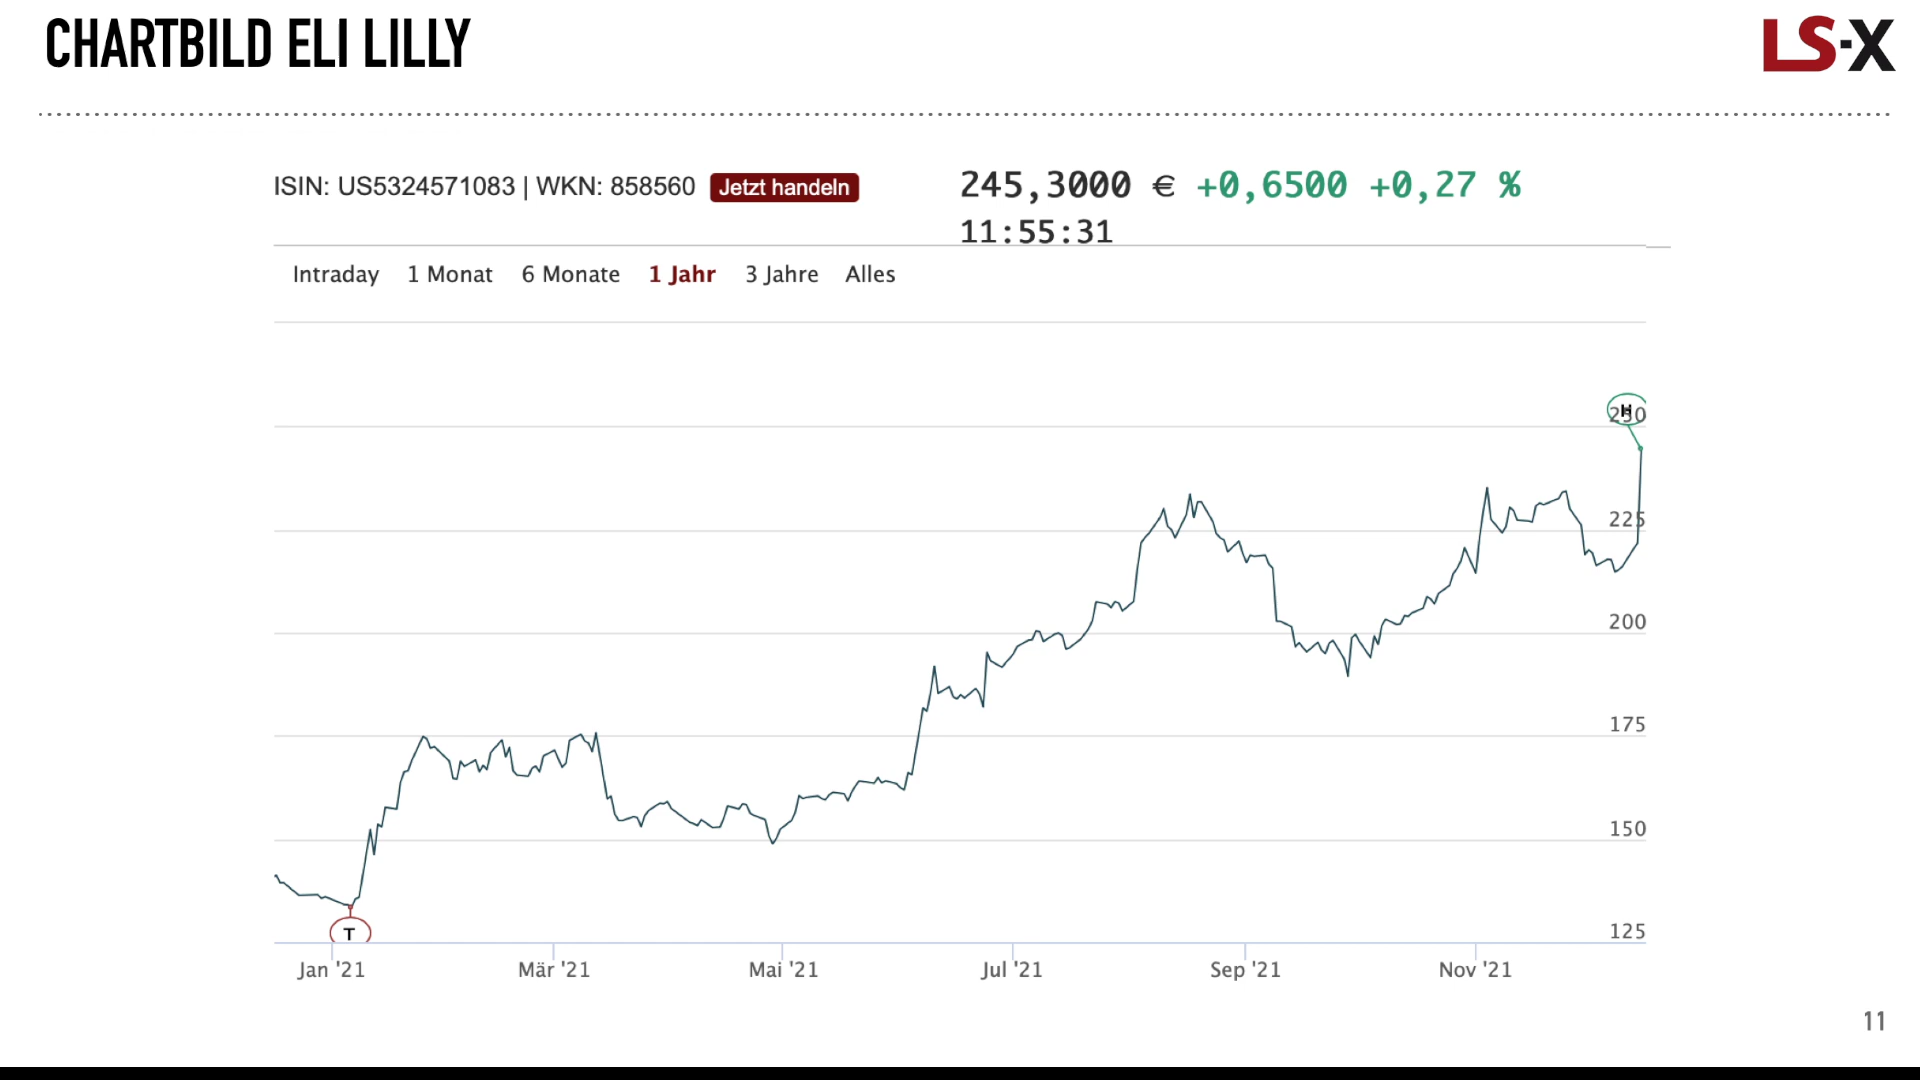 CHARTBILD ELI LILLY
LS-X
ISIN: US5324571083 | WKN: 858560 Jetzt handeln
245,3000 € +0,6500 +0,27 %
11:55:31
Intraday 1 Monat 6 Monate 1 Jahr 3 Jahre Alles
H
250
225
200
175
150
125
T
Jan '21 Mär '21 Mai '21 Jul '21 Sep '21 Nov '21
11